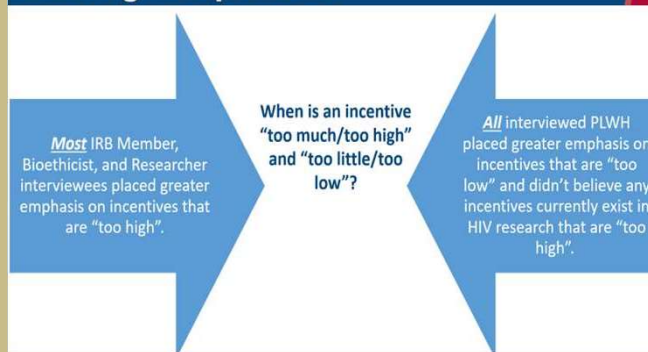 Most IRB Member,
Bioethicist, and Researcher
interviewees placed greater
emphasis on incentives that
are “too high”.
When is an incentive
“too much/too high”
and “too little/too
low”?
All interviewed PLWH
placed greater emphasis on
incentives that are “too
low” and didn’t believe any
incentives currently exist in
HIV research that are “too
high”.